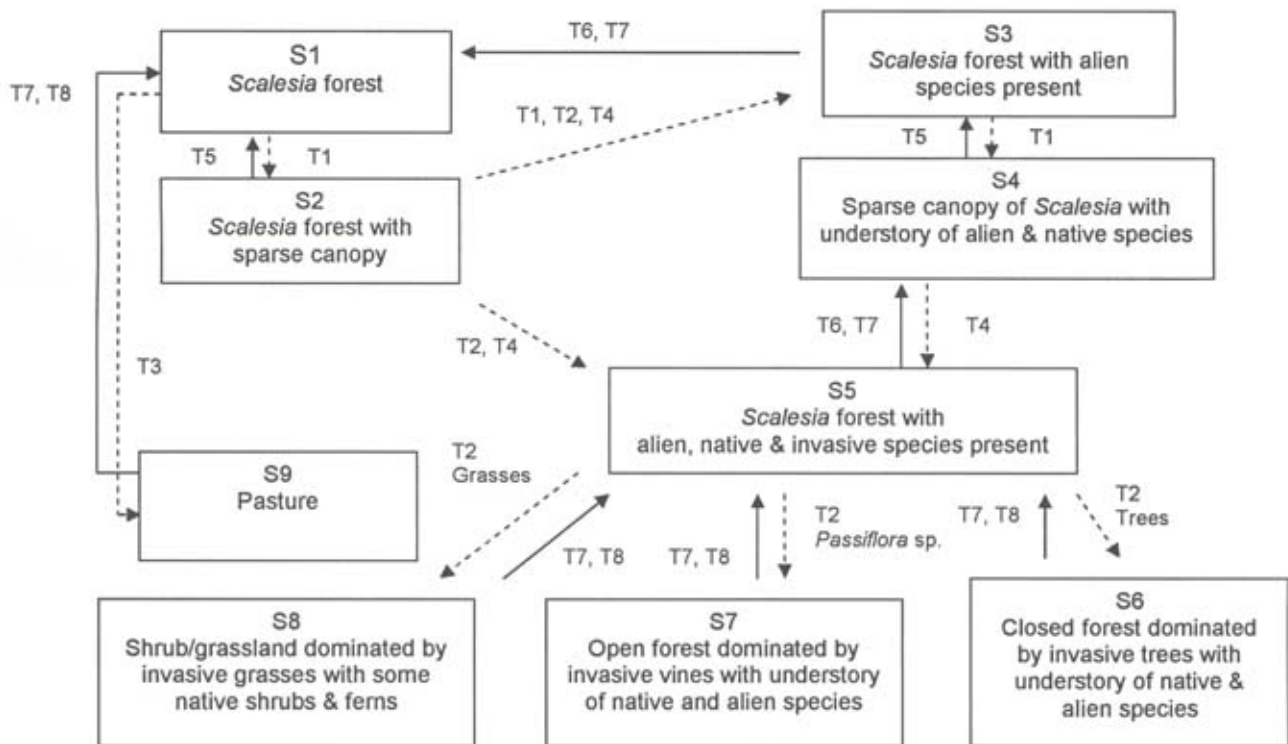 S1
Scalesia forest
T6, T7
S3
Scalesia forest with alien
species present
T7, T8
T1, T2, T4
T5
T1
T5
T1
S2
Scalesia forest with
sparse canopy
S4
Sparse canopy of Scalesia with
understory of alien & native species
T3
T2, T4
T6, T7
T4
S5
Scalesia forest with
alien, native & invasive species present
S9
Pasture
T2
Grasses
T7, T8
T7, T8
T2
Passiflora sp.
T7, T8
T2
Trees
S8
Shrub/grassland dominated by
invasive grasses with some
native shrubs & ferns
S7
Open forest dominated by
invasive vines with understory
of native and alien species
S6
Closed forest dominated
by invasive trees with
understory of native &
alien species